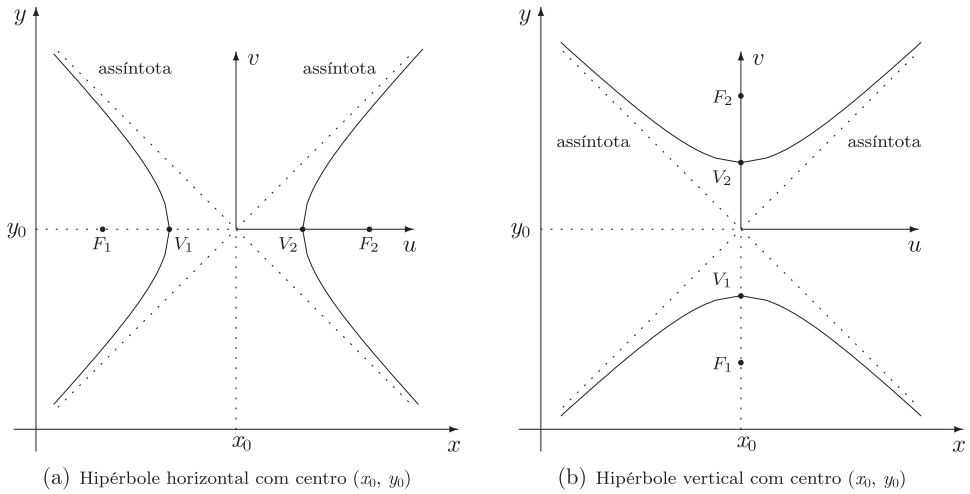 y
assíntota
assíntota
v
y₀
F₁
V₁
V₂
F₂
u
x₀
x
(a) Hipérbole horizontal com centro (x₀, y₀)
y
v
F₂
assíntota
assíntota
V₂
y₀
u
V₁
F₁
x₀
x
(b) Hipérbole vertical com centro (x₀, y₀)